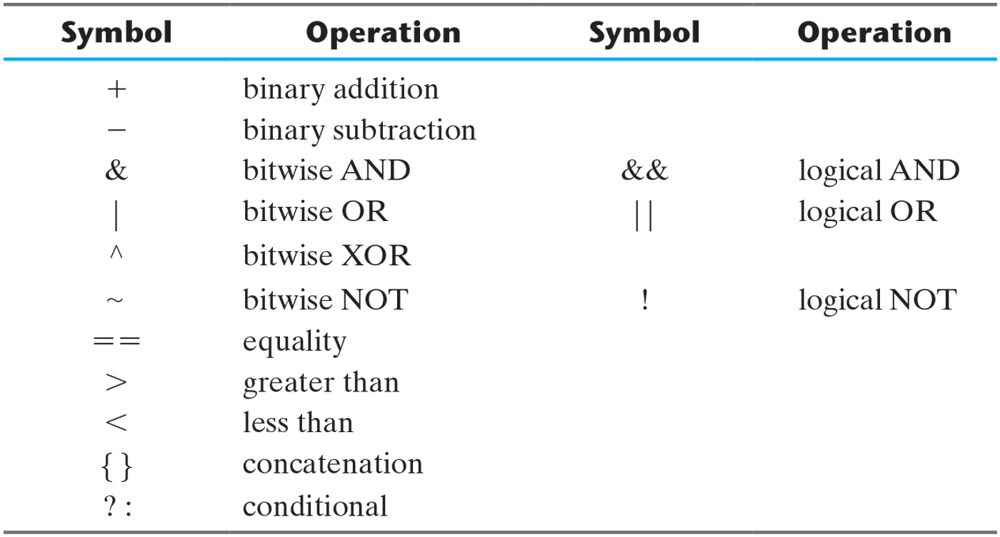 Symbol Operation Symbol Operation
+ binary addition
− binary subtraction
& bitwise AND && logical AND
| bitwise OR || logical OR
^ bitwise XOR
~ bitwise NOT ! logical NOT
== equality
> greater than
< less than
{ } concatenation
? : conditional